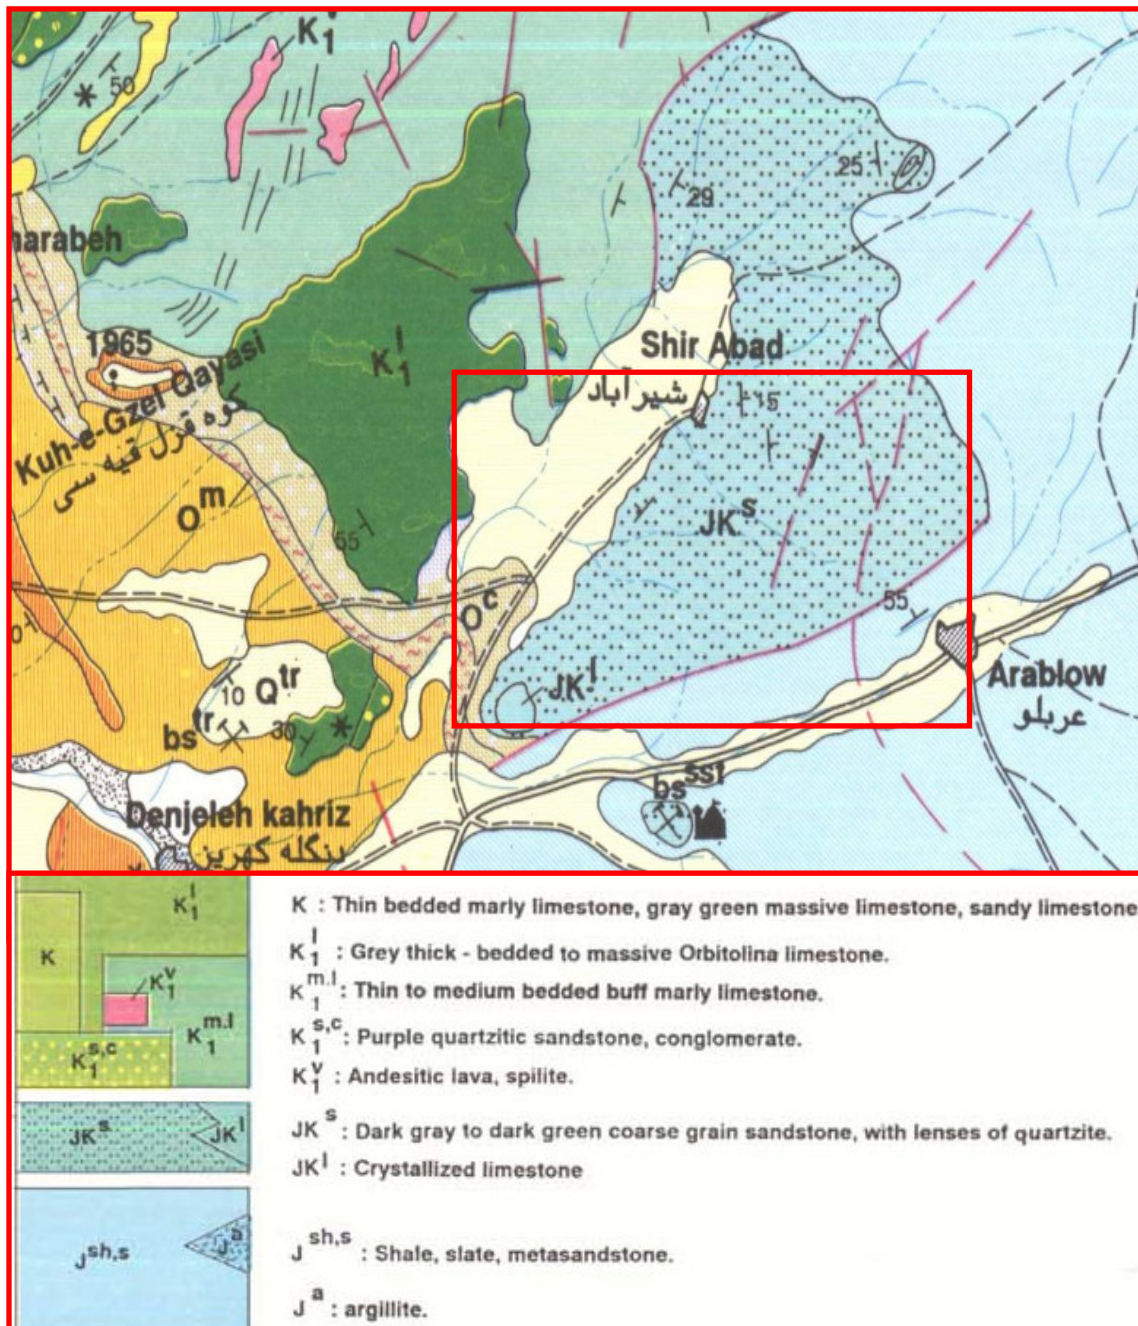 K₁ˡ
50
25
29
harabeh
1965
Kuh-e-Gzel Qayasi
کوه قزل قیه سی
K₁ˡ
Shir Abad
شیرآباد
15
Oᵐ
JKˢ
55
Oᶜ
55
JKˡ
10
Qᵗʳ
bsᵗʳ
30
Arablow
عربلو
bsˢˢᵗ
Denjeleh kahriz
دنگله کهریز
K₁ˡ
K
K₁ᵛ
K₁ᵐ·ˡ
K₁ˢ,ᶜ
JKˢ
JKˡ
Jˢʰ,ˢ
Jᵃ
K : Thin bedded marly limestone, gray green massive limestone, sandy limestone
K₁ˡ : Grey thick - bedded to massive Orbitolina limestone.
K₁ᵐ·ˡ : Thin to medium bedded buff marly limestone.
K₁ˢ,ᶜ : Purple quartzitic sandstone, conglomerate.
K₁ᵛ : Andesitic lava, spilite.
JKˢ : Dark gray to dark green coarse grain sandstone, with lenses of quartzite.
JKˡ : Crystallized limestone
Jˢʰ,ˢ : Shale, slate, metasandstone.
Jᵃ : argillite.